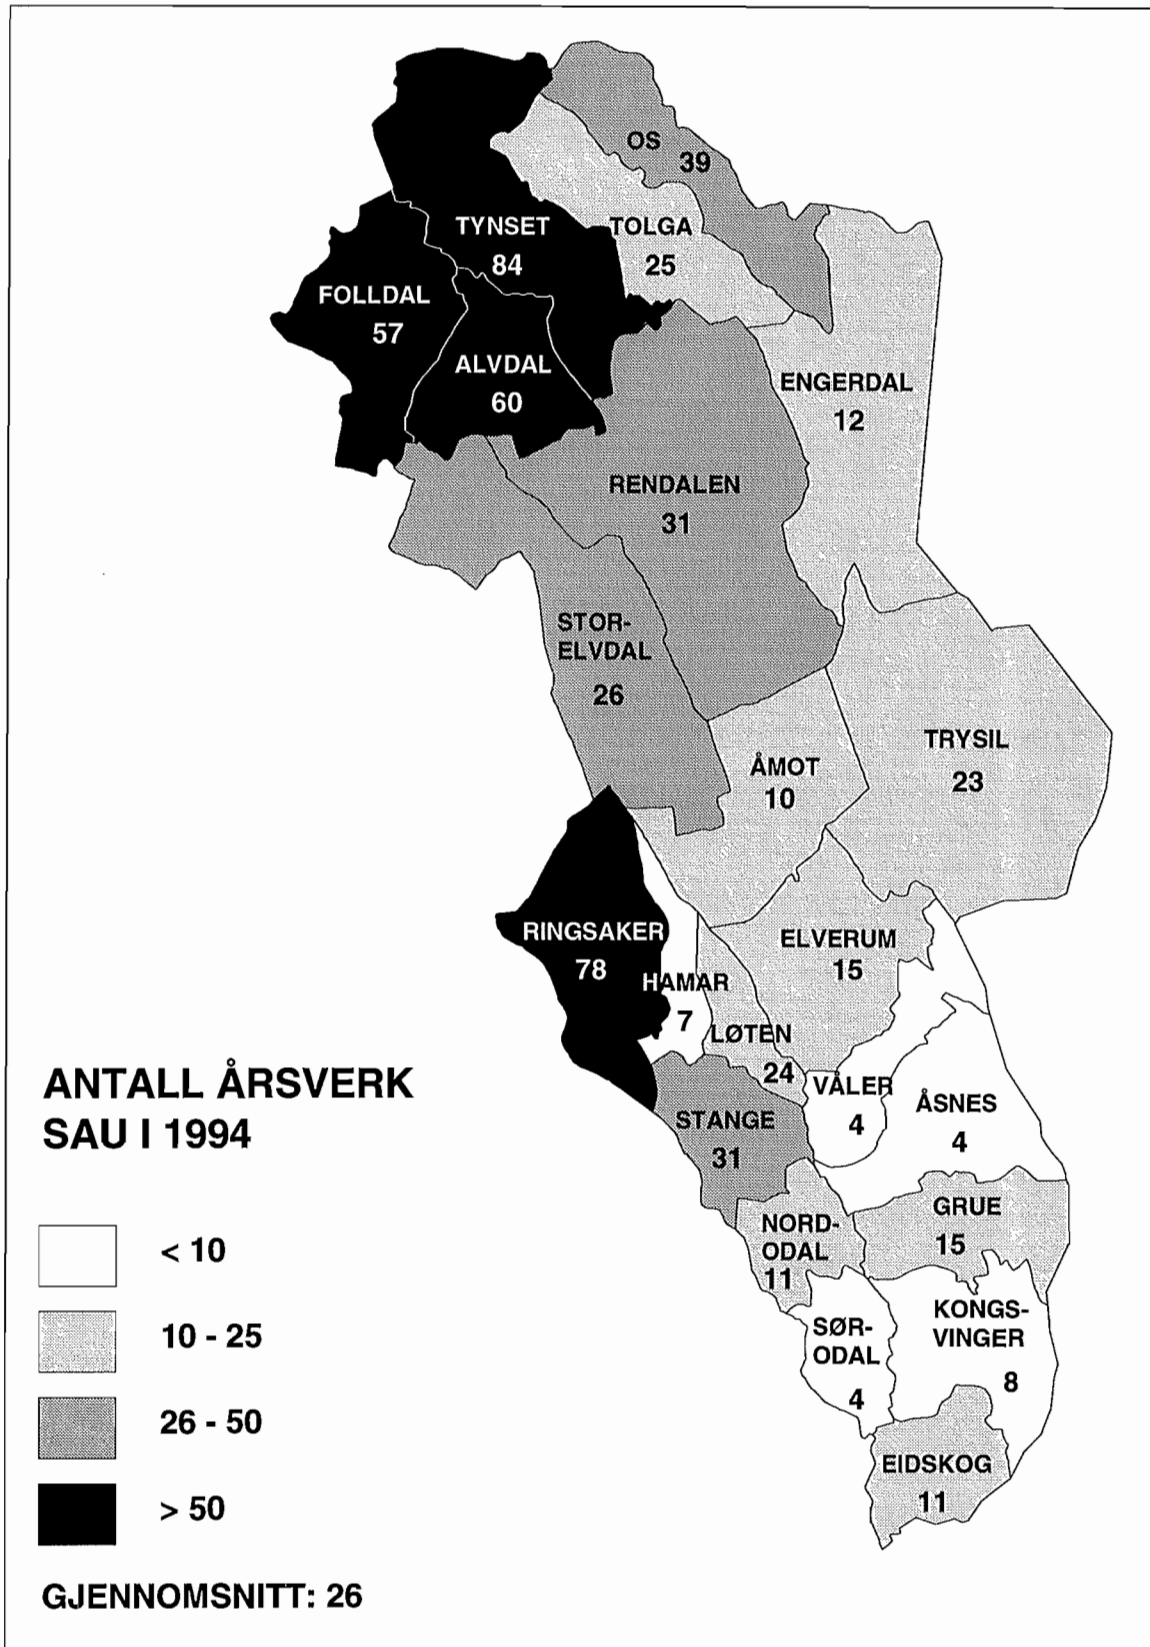 OS
39
TYNSET
84
TOLGA
25
FOLLDAL
57
ALVDAL
60
ENGERDAL
12
RENDALEN
31
STOR-
ELVDAL
26
TRYSIL
23
ÅMOT
10
RINGSAKER
78
ELVERUM
15
HAMAR
7
LØTEN
24
VÅLER
4
ÅSNES
4
STANGE
31
GRUE
15
NORD-
ODAL
11
KONGS-
VINGER
8
SØR-
ODAL
4
EIDSKOG
11
ANTALL ÅRSVERK
SAU I 1994
< 10
10 - 25
26 - 50
> 50
GJENNOMSNITT: 26